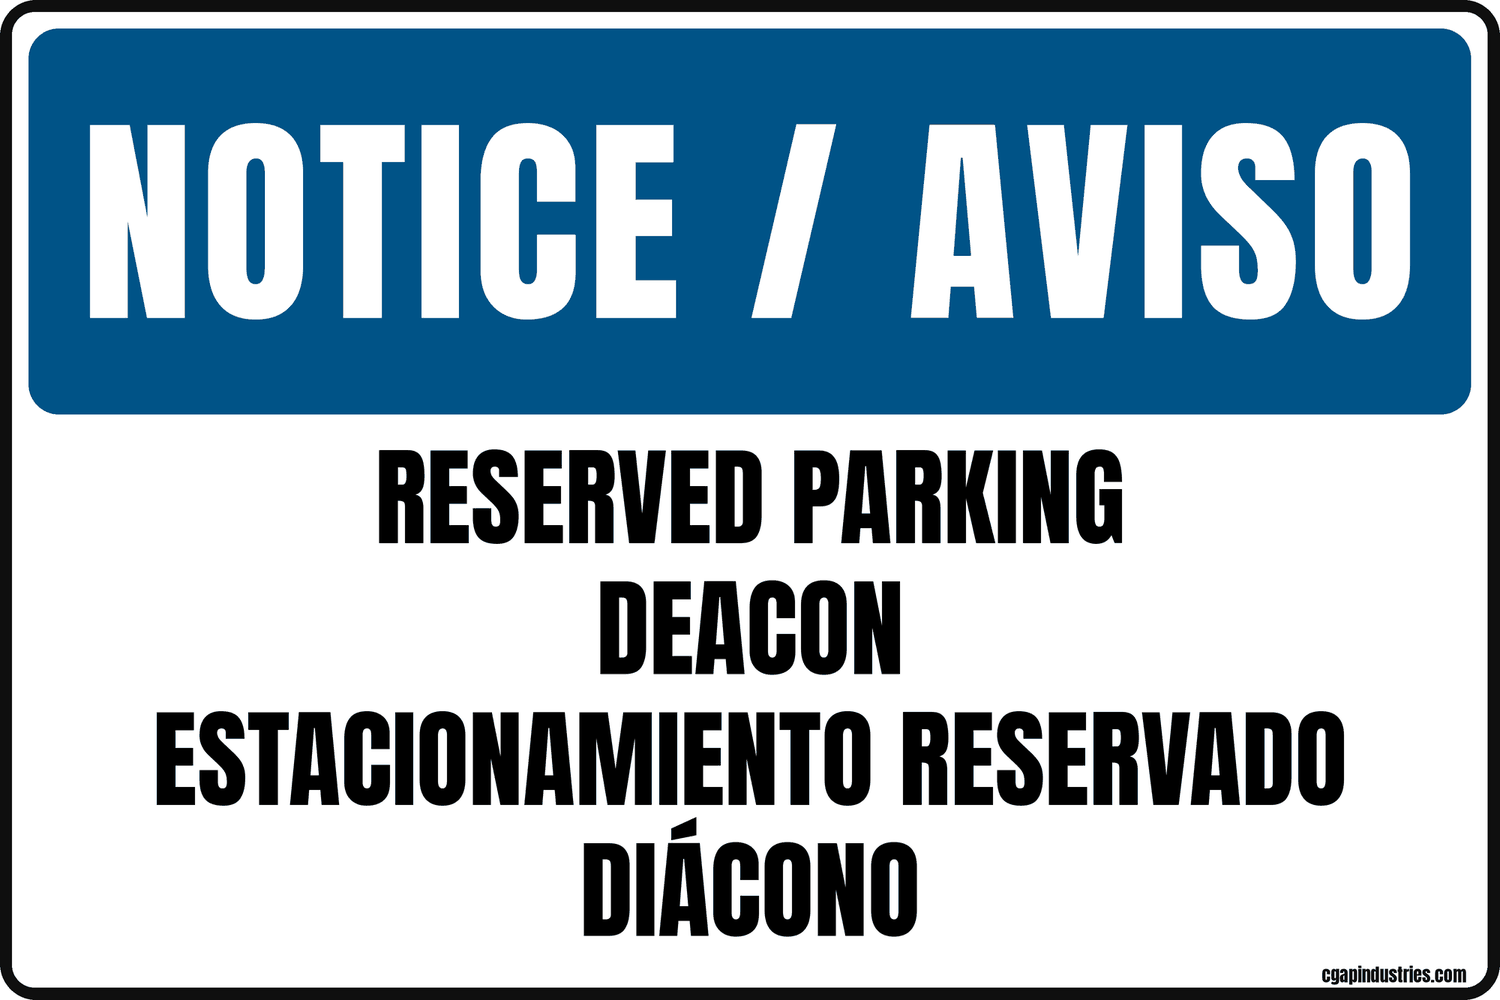 NOTICE / AVISO
RESERVED PARKING
DEACON
ESTACIONAMIENTO RESERVADO
DIÁCONO
cgapindustries.com